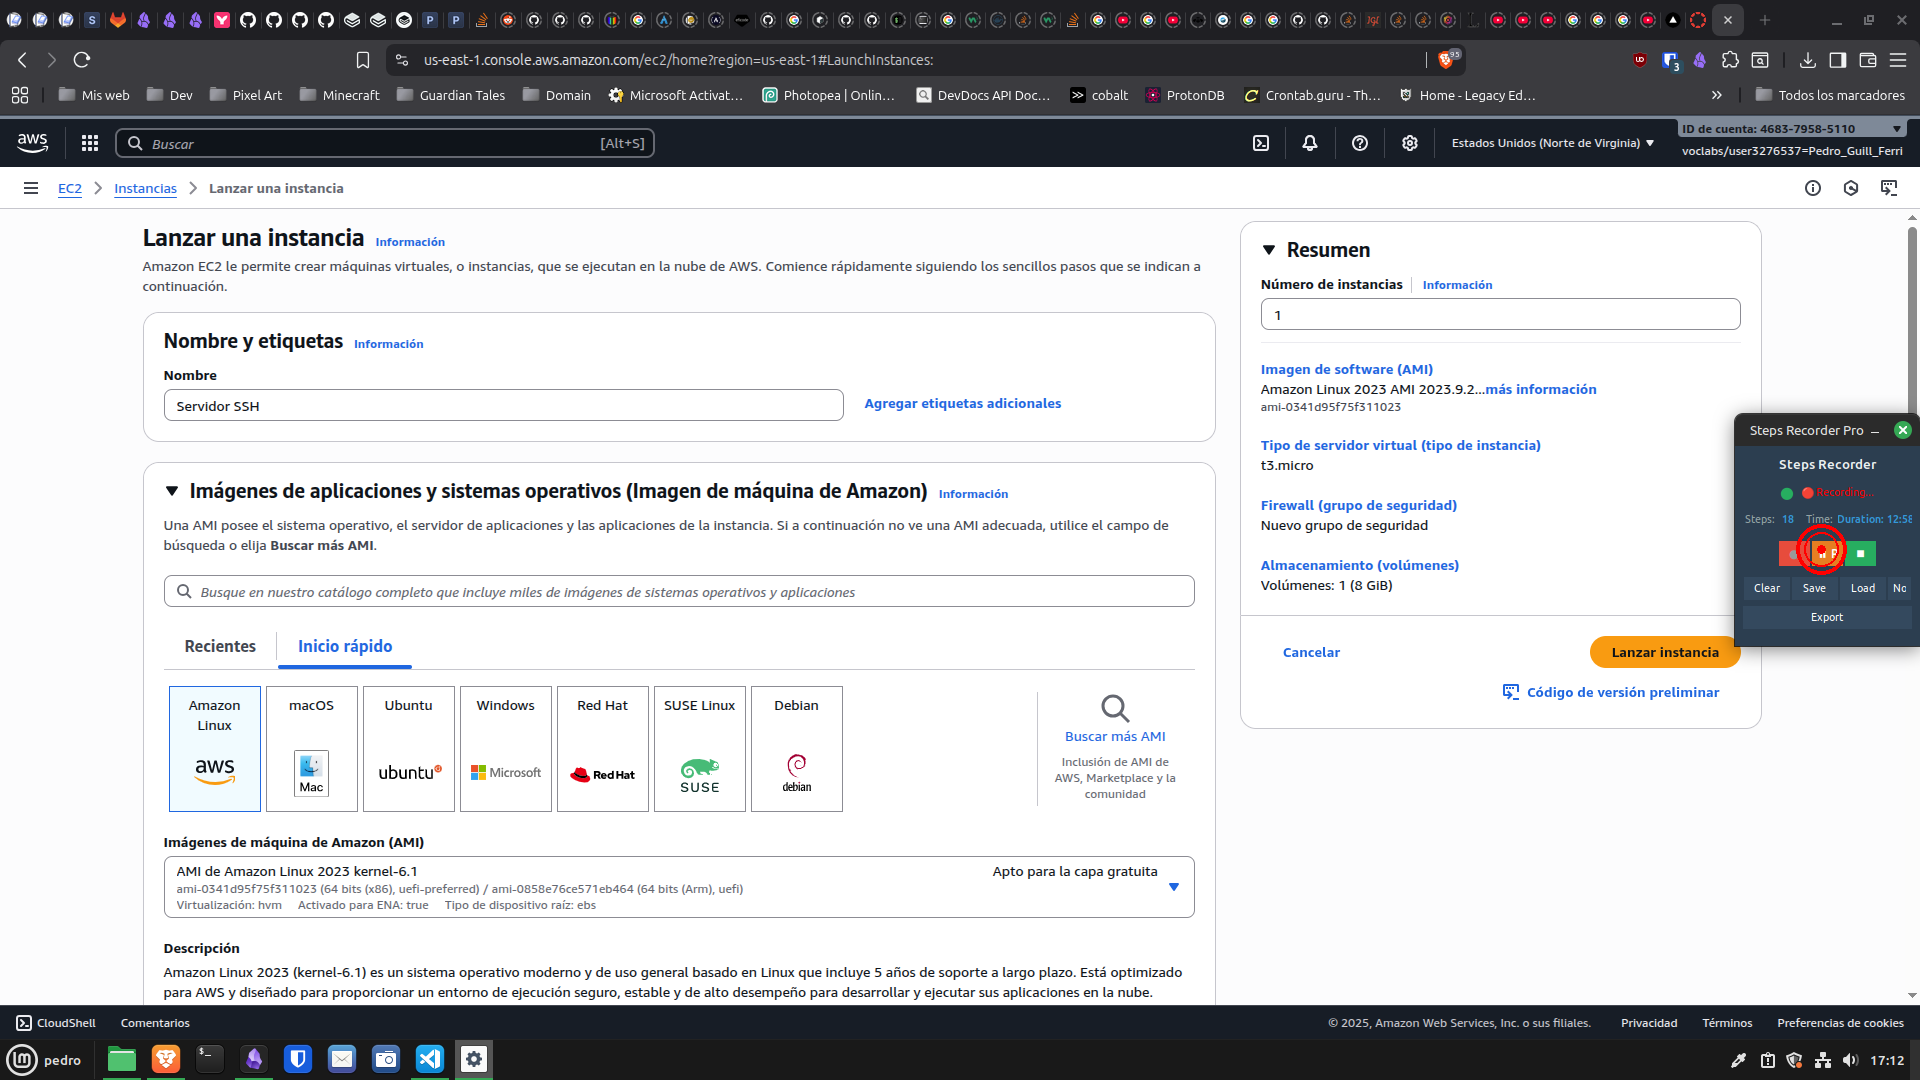 us-east-1.console.aws.amazon.com/ec2/home?region=us-east-1#LaunchInstances:
95
3
Mis web
Dev
Pixel Art
Minecraft
Guardian Tales
Domain
Microsoft Activat...
Photopea | Onlin...
DevDocs API Doc...
cobalt
ProtonDB
Crontab.guru - Th...
Home - Legacy Ed...
Todos los marcadores
aws
Buscar
[Alt+S]
Estados Unidos (Norte de Virginia)
ID de cuenta: 4683-7958-5110
voclabs/user3276537=Pedro_Guill_Ferri
EC2
Instancias
Lanzar una instancia
Lanzar una instancia Información
Amazon EC2 le permite crear máquinas virtuales, o instancias, que se ejecutan en la nube de AWS. Comience rápidamente siguiendo los sencillos pasos que se indican a
continuación.
Nombre y etiquetas Información
Nombre
Servidor SSH
Agregar etiquetas adicionales
Imágenes de aplicaciones y sistemas operativos (Imagen de máquina de Amazon) Información
Una AMI posee el sistema operativo, el servidor de aplicaciones y las aplicaciones de la instancia. Si a continuación no ve una AMI adecuada, utilice el campo de
búsqueda o elija Buscar más AMI.
Busque en nuestro catálogo completo que incluye miles de imágenes de sistemas operativos y aplicaciones
Recientes
Inicio rápido
Amazon
Linux
aws
macOS
Mac
Ubuntu
ubuntu
Windows
Microsoft
Red Hat
Red Hat
SUSE Linux
SUSE
Debian
debian
Buscar más AMI
Inclusión de AMI de
AWS, Marketplace y la
comunidad
Imágenes de máquina de Amazon (AMI)
AMI de Amazon Linux 2023 kernel-6.1
Apto para la capa gratuita
ami-0341d95f75f311023 (64 bits (x86), uefi-preferred) / ami-0858e76ce571eb464 (64 bits (Arm), uefi)
Virtualización: hvm Activado para ENA: true Tipo de dispositivo raíz: ebs
Descripción
Amazon Linux 2023 (kernel-6.1) es un sistema operativo moderno y de uso general basado en Linux que incluye 5 años de soporte a largo plazo. Está optimizado
para AWS y diseñado para proporcionar un entorno de ejecución seguro, estable y de alto desempeño para desarrollar y ejecutar sus aplicaciones en la nube.
Resumen
Número de instancias Información
1
Imagen de software (AMI)
Amazon Linux 2023 AMI 2023.9.2...más información
ami-0341d95f75f311023
Tipo de servidor virtual (tipo de instancia)
t3.micro
Firewall (grupo de seguridad)
Nuevo grupo de seguridad
Almacenamiento (volúmenes)
Volúmenes: 1 (8 GiB)
Cancelar
Lanzar instancia
Código de versión preliminar
Steps Recorder Pro
Steps Recorder
Recording...
Steps: 18 Time: Duration: 12:58
Clear
Save
Load
No
Export
CloudShell
Comentarios
© 2025, Amazon Web Services, Inc. o sus filiales.
Privacidad
Términos
Preferencias de cookies
pedro
17:12